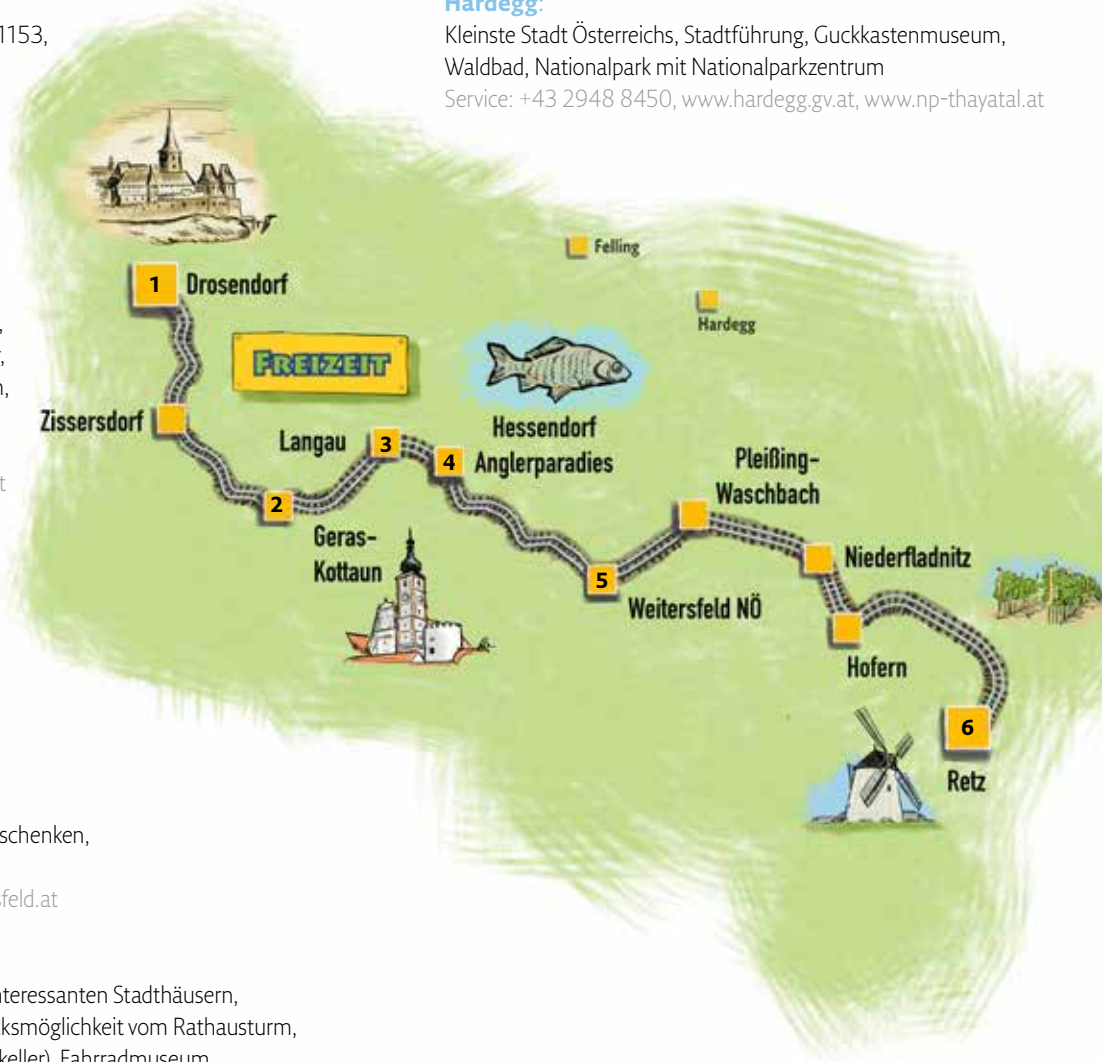 1153,
Hardegg:
Kleinste Stadt Österreichs, Stadtführung, Guckkastenmuseum,
Waldbad, Nationalpark mit Nationalparkzentrum
Service: +43 2948 8450, www.hardegg.gv.at, www.np-thayatal.at
Felling
Hardegg
1 Drosendorf
FREIZEIT
Zissersdorf
Langau 3
4
Hessendorf
Anglerparadies
2
Geras-
Kottaun
Pleißing-
Waschbach
Niederfladnitz
5
Weitersfeld NÖ
Hofern
6
Retz
schenken,
sfeld.at
nteressanten Stadthäusern,
cksmöglichkeit vom Rathausturm,
keller), Fahrradmuseum